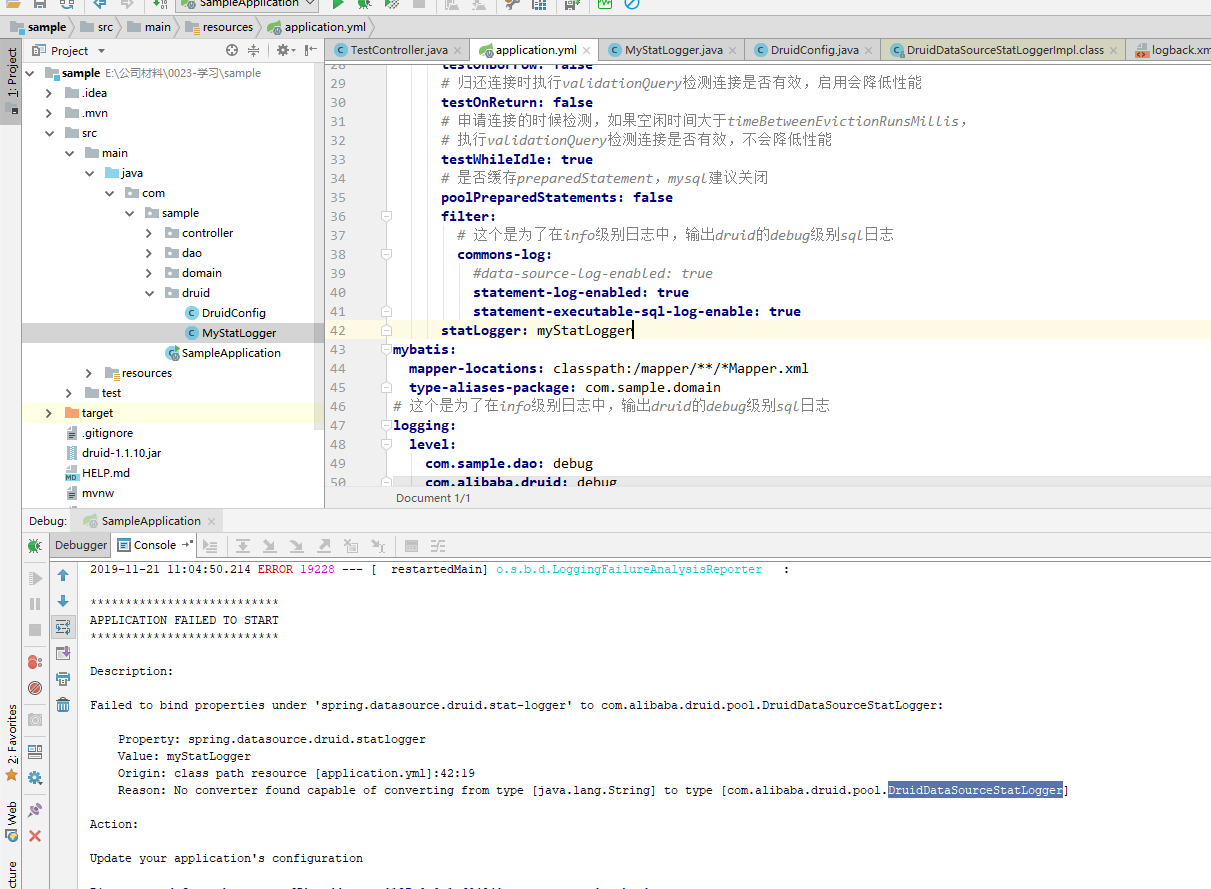 SampleApplication
sample
src
main
resources
application.yml
1: Project
Project
TestController.java
application.yml
MyStatLogger.java
DruidConfig.java
DruidDataSourceStatLoggerImpl.class
logback.xm
sample E:\公司材料\0023-学习\sample
.idea
.mvn
src
main
java
com
sample
controller
dao
domain
druid
DruidConfig
MyStatLogger
SampleApplication
resources
test
target
.gitignore
druid-1.1.10.jar
HELP.md
mvnw
28 testOnBorrow: false
29 # 归还连接时执行validationQuery检测连接是否有效，启用会降低性能
30 testOnReturn: false
31 # 申请连接的时候检测，如果空闲时间大于timeBetweenEvictionRunsMillis，
32 # 执行validationQuery检测连接是否有效，不会降低性能
33 testWhileIdle: true
34 # 是否缓存preparedStatement，mysql建议关闭
35 poolPreparedStatements: false
36 filter:
37 # 这个是为了在info级别日志中，输出druid的debug级别sql日志
38 commons-log:
39 #data-source-log-enabled: true
40 statement-log-enabled: true
41 statement-executable-sql-log-enable: true
42 statLogger: myStatLogger
43 mybatis:
44 mapper-locations: classpath:/mapper/**/*Mapper.xml
45 type-aliases-package: com.sample.domain
46 # 这个是为了在info级别日志中，输出druid的debug级别sql日志
47 logging:
48 level:
49 com.sample.dao: debug
50 com.alibaba.druid: debug
Document 1/1
Debug: SampleApplication
Debugger Console
2019-11-21 11:04:50.214 ERROR 19228 --- [ restartedMain] o.s.b.d.LoggingFailureAnalysisReporter :
***************************
APPLICATION FAILED TO START
***************************
Description:
Failed to bind properties under 'spring.datasource.druid.stat-logger' to com.alibaba.druid.pool.DruidDataSourceStatLogger:
Property: spring.datasource.druid.statlogger
Value: myStatLogger
Origin: class path resource [application.yml]:42:19
Reason: No converter found capable of converting from type [java.lang.String] to type [com.alibaba.druid.pool.DruidDataSourceStatLogger]
Action:
Update your application's configuration
2: Favorites
Web
cture